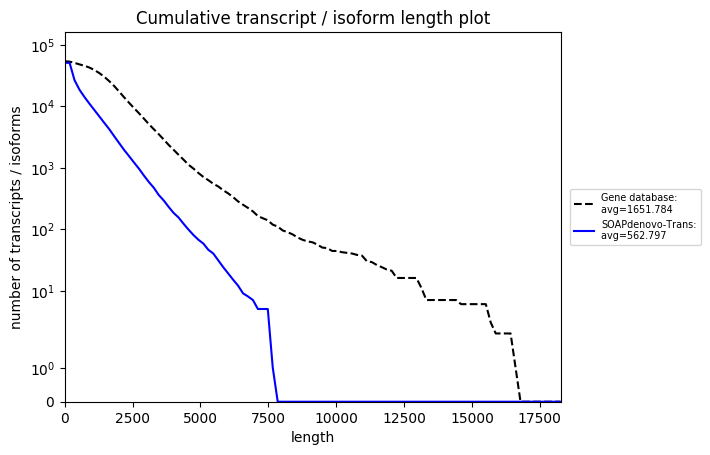 Cumulative transcript / isoform length plot
number of transcripts / isoforms
10^5
10^4
10^3
10^2
10^1
10^0
0
0 2500 5000 7500 10000 12500 15000 17500
length
Gene database:
avg=1651.784
SOAPdenovo-Trans:
avg=562.797